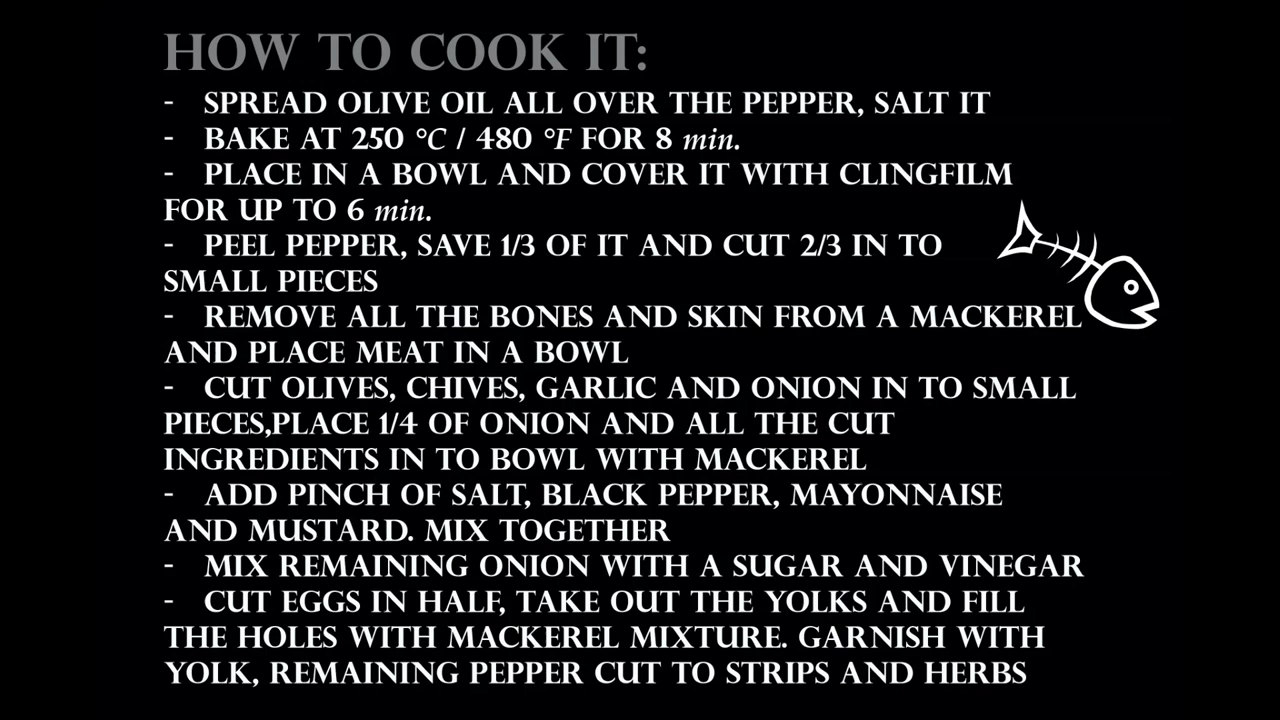 HOW TO COOK IT:
- SPREAD OLIVE OIL ALL OVER THE PEPPER, SALT IT
- BAKE AT 250 °C / 480 °F FOR 8 min.
- PLACE IN A BOWL AND COVER IT WITH CLINGFILM
FOR UP TO 6 min.
- PEEL PEPPER, SAVE 1/3 OF IT AND CUT 2/3 IN TO
SMALL PIECES
- REMOVE ALL THE BONES AND SKIN FROM A MACKEREL
AND PLACE MEAT IN A BOWL
- CUT OLIVES, CHIVES, GARLIC AND ONION IN TO SMALL
PIECES,PLACE 1/4 OF ONION AND ALL THE CUT
INGREDIENTS IN TO BOWL WITH MACKEREL
- ADD PINCH OF SALT, BLACK PEPPER, MAYONNAISE
AND MUSTARD. MIX TOGETHER
- MIX REMAINING ONION WITH A SUGAR AND VINEGAR
- CUT EGGS IN HALF, TAKE OUT THE YOLKS AND FILL
THE HOLES WITH MACKEREL MIXTURE. GARNISH WITH
YOLK, REMAINING PEPPER CUT TO STRIPS AND HERBS